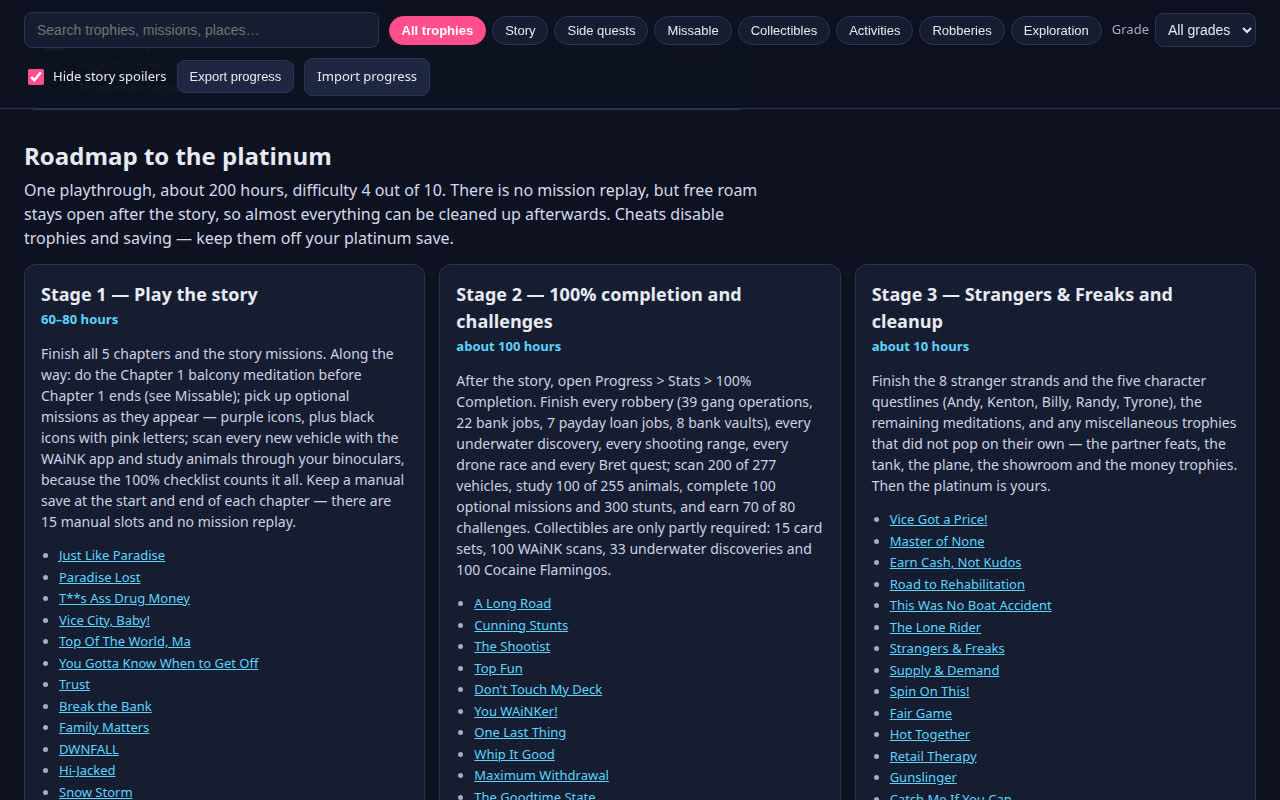 Search trophies, missions, places…
All trophies
Story
Side quests
Missable
Collectibles
Activities
Robberies
Exploration
Grade
All grades
Hide story spoilers
Export progress
Import progress
Roadmap to the platinum
One playthrough, about 200 hours, difficulty 4 out of 10. There is no mission replay, but free roam
stays open after the story, so almost everything can be cleaned up afterwards. Cheats disable
trophies and saving — keep them off your platinum save.
Stage 1 — Play the story
60–80 hours
Finish all 5 chapters and the story missions. Along the
way: do the Chapter 1 balcony meditation before
Chapter 1 ends (see Missable); pick up optional
missions as they appear — purple icons, plus black
icons with pink letters; scan every new vehicle with the
WAiNK app and study animals through your binoculars,
because the 100% checklist counts it all. Keep a manual
save at the start and end of each chapter — there are
15 manual slots and no mission replay.
Just Like Paradise
Paradise Lost
T**s Ass Drug Money
Vice City, Baby!
Top Of The World, Ma
You Gotta Know When to Get Off
Trust
Break the Bank
Family Matters
DWNFALL
Hi-Jacked
Snow Storm
Stage 2 — 100% completion and
challenges
about 100 hours
After the story, open Progress > Stats > 100%
Completion. Finish every robbery (39 gang operations,
22 bank jobs, 7 payday loan jobs, 8 bank vaults), every
underwater discovery, every shooting range, every
drone race and every Bret quest; scan 200 of 277
vehicles, study 100 of 255 animals, complete 100
optional missions and 300 stunts, and earn 70 of 80
challenges. Collectibles are only partly required: 15 card
sets, 100 WAiNK scans, 33 underwater discoveries and
100 Cocaine Flamingos.
A Long Road
Cunning Stunts
The Shootist
Top Fun
Don't Touch My Deck
You WAiNKer!
One Last Thing
Whip It Good
Maximum Withdrawal
The Goodtime State
Stage 3 — Strangers & Freaks and
cleanup
about 10 hours
Finish the 8 stranger strands and the five character
questlines (Andy, Kenton, Billy, Randy, Tyrone), the
remaining meditations, and any miscellaneous trophies
that did not pop on their own — the partner feats, the
tank, the plane, the showroom and the money trophies.
Then the platinum is yours.
Vice Got a Price!
Master of None
Earn Cash, Not Kudos
Road to Rehabilitation
This Was No Boat Accident
The Lone Rider
Strangers & Freaks
Supply & Demand
Spin On This!
Fair Game
Hot Together
Retail Therapy
Gunslinger
Catch Me If You Can